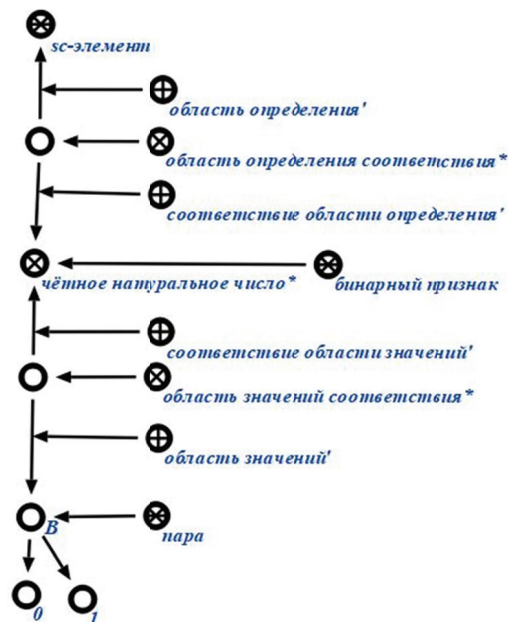 sc-элемент
область определения'
область определения соответствия*
соответствие области определения'
чётное натуральное число*
бинарный признак
соответствие области значений'
область значений соответствия*
область значений'
B
пара
0
1